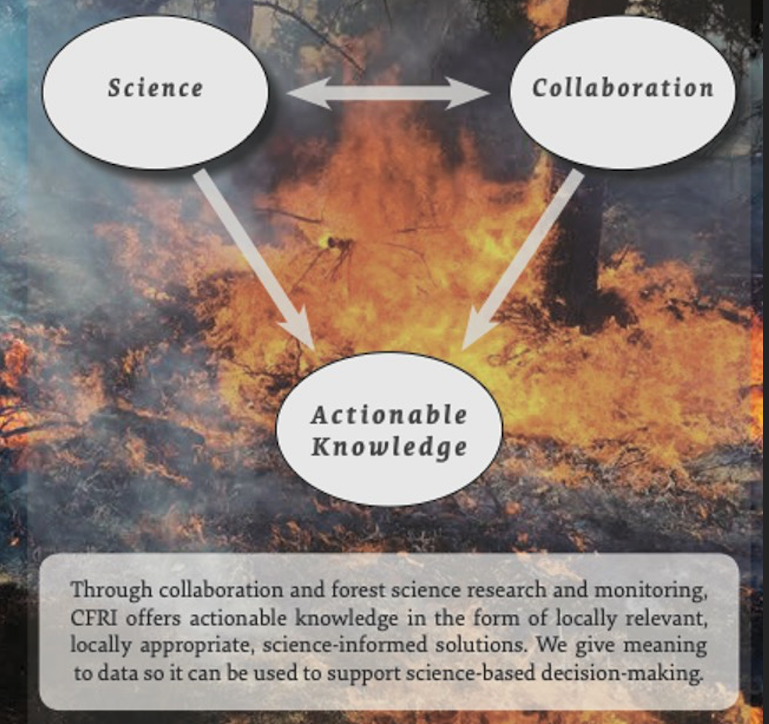 Science
Collaboration
Actionable
Knowledge
Through collaboration and forest science research and monitoring,
CFRI offers actionable knowledge in the form of locally relevant,
locally appropriate, science-informed solutions. We give meaning
to data so it can be used to support science-based decision-making.